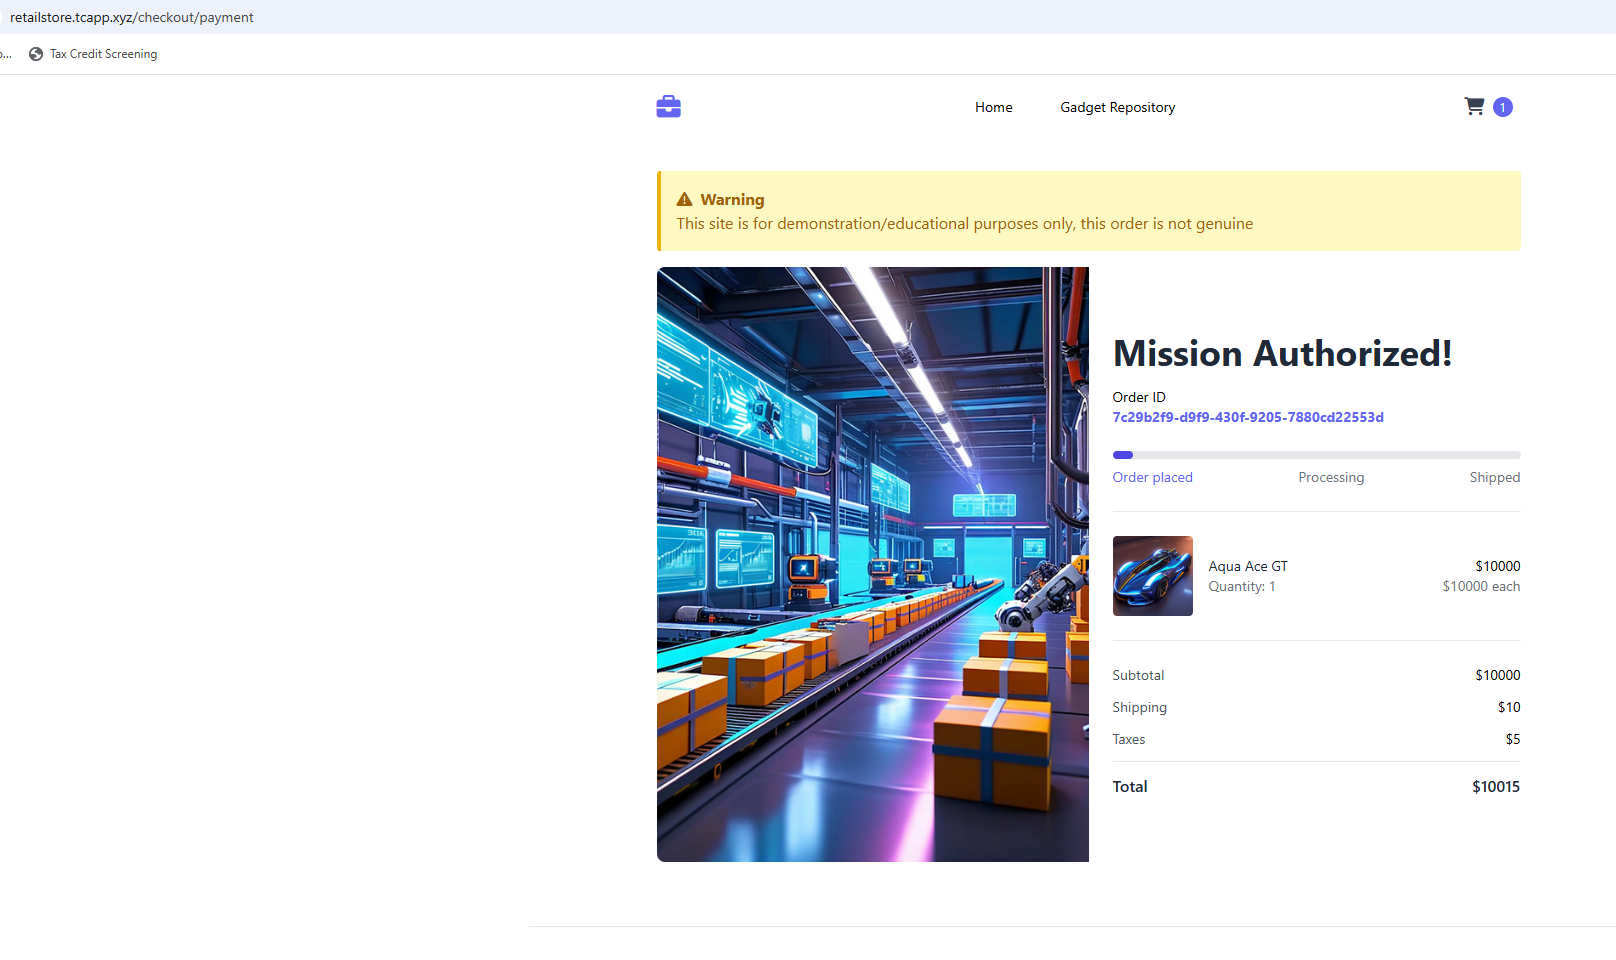 retailstore.tcapp.xyz/checkout/payment
Tax Credit Screening
Home
Gadget Repository
1
Warning
This site is for demonstration/educational purposes only, this order is not genuine
Mission Authorized!
Order ID
7c29b2f9-d9f9-430f-9205-7880cd22553d
Order placed
Processing
Shipped
Aqua Ace GT
$10000
Quantity: 1
$10000 each
Subtotal
$10000
Shipping
$10
Taxes
$5
Total
$10015